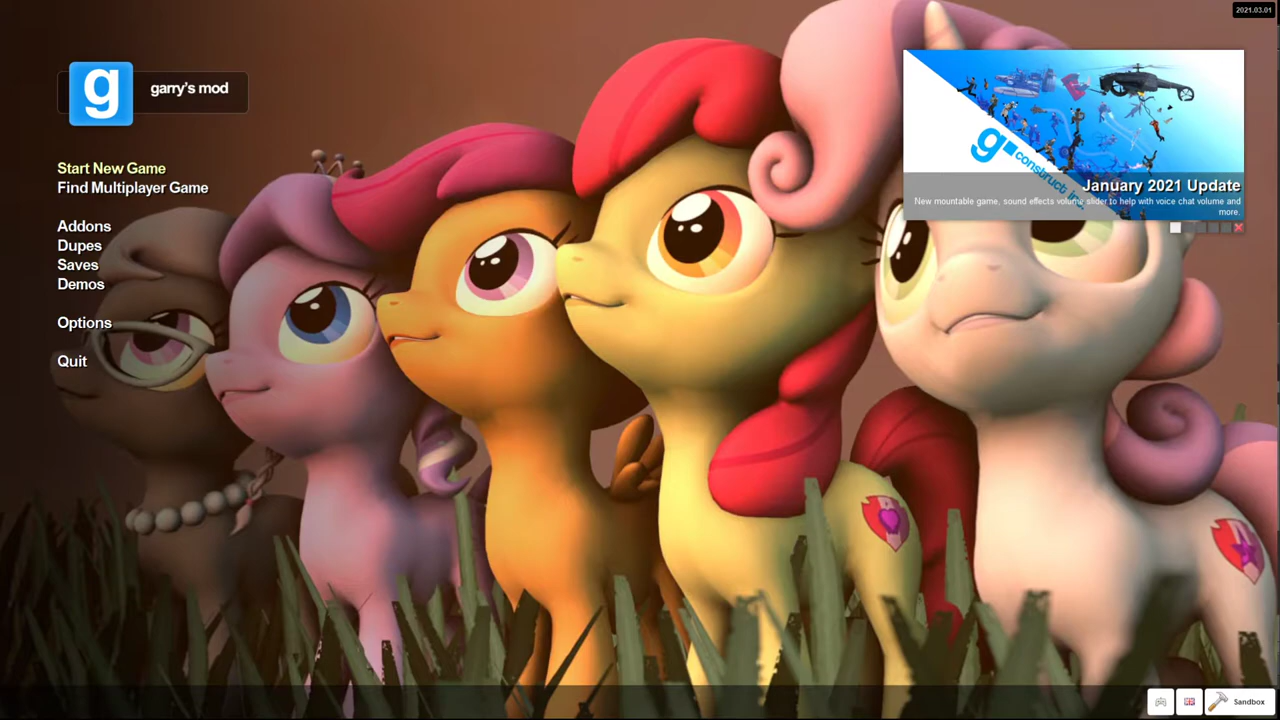 2021.03.01
g
garry's mod
Start New Game
Find Multiplayer Game
Addons
Dupes
Saves
Demos
Options
Quit
g
construct
January 2021 Update
New mountable game, sound effects volume slider to help with voice chat volume and
more.
Sandbox